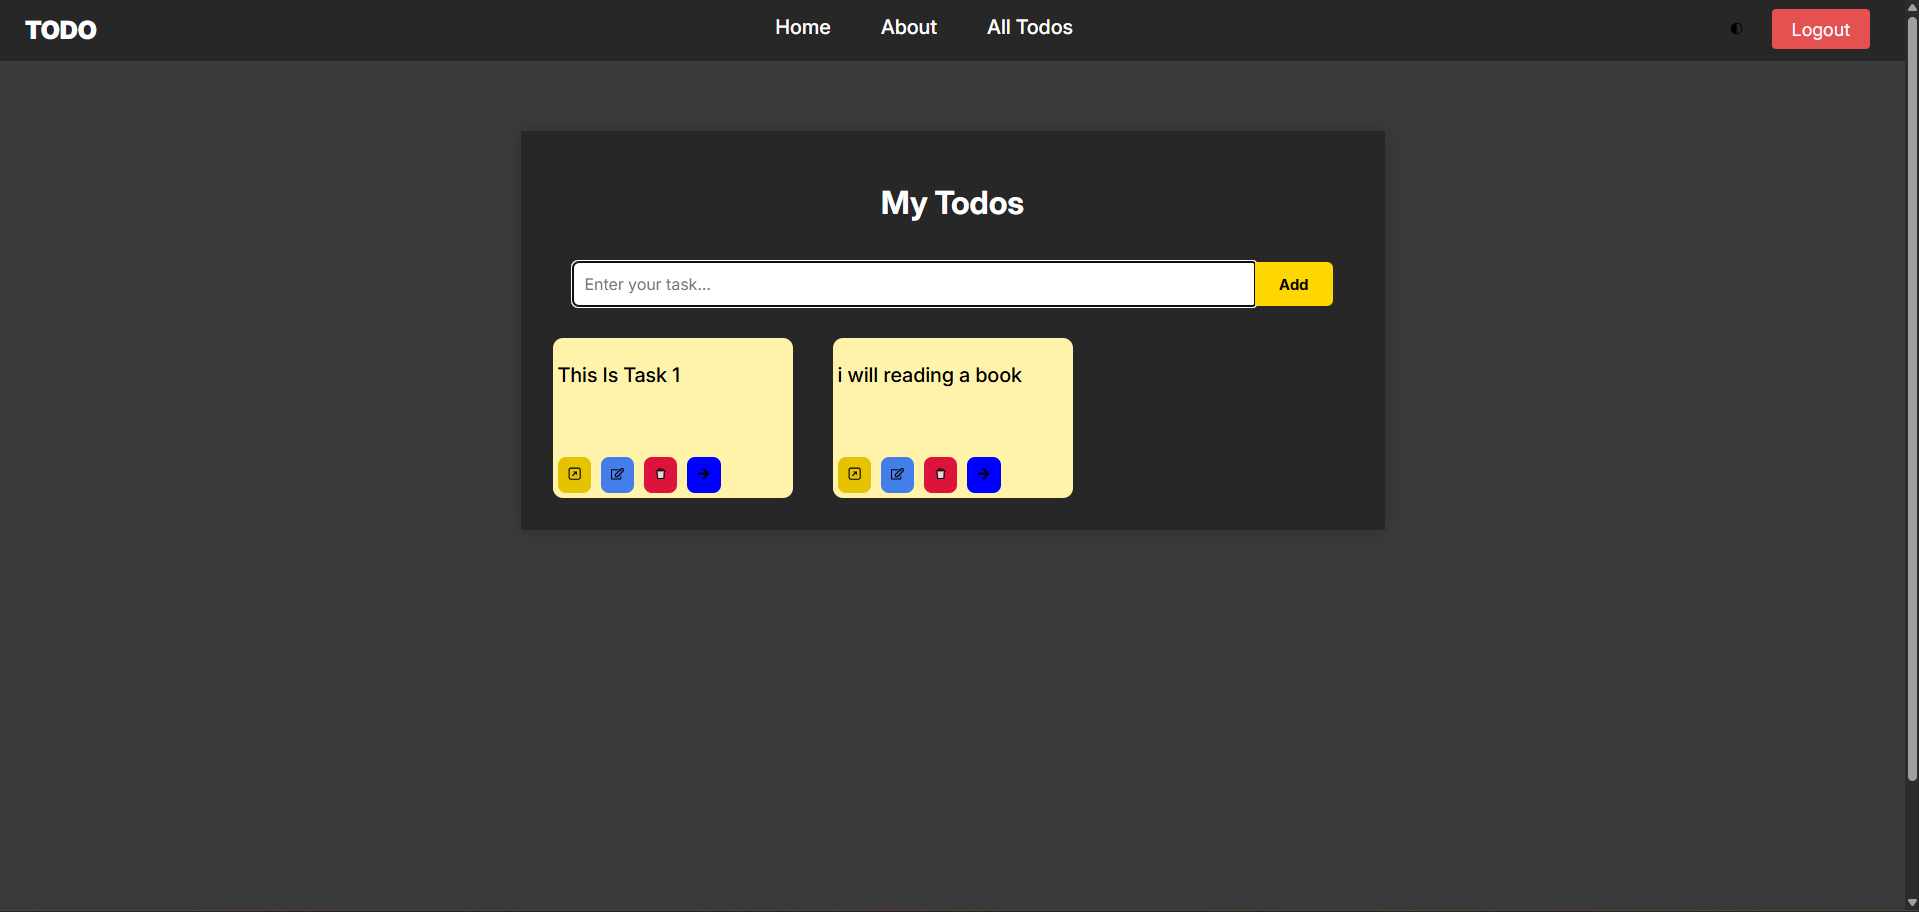 TODO
Home
About
All Todos
Logout
My Todos
Enter your task...
Add
This Is Task 1
i will reading a book